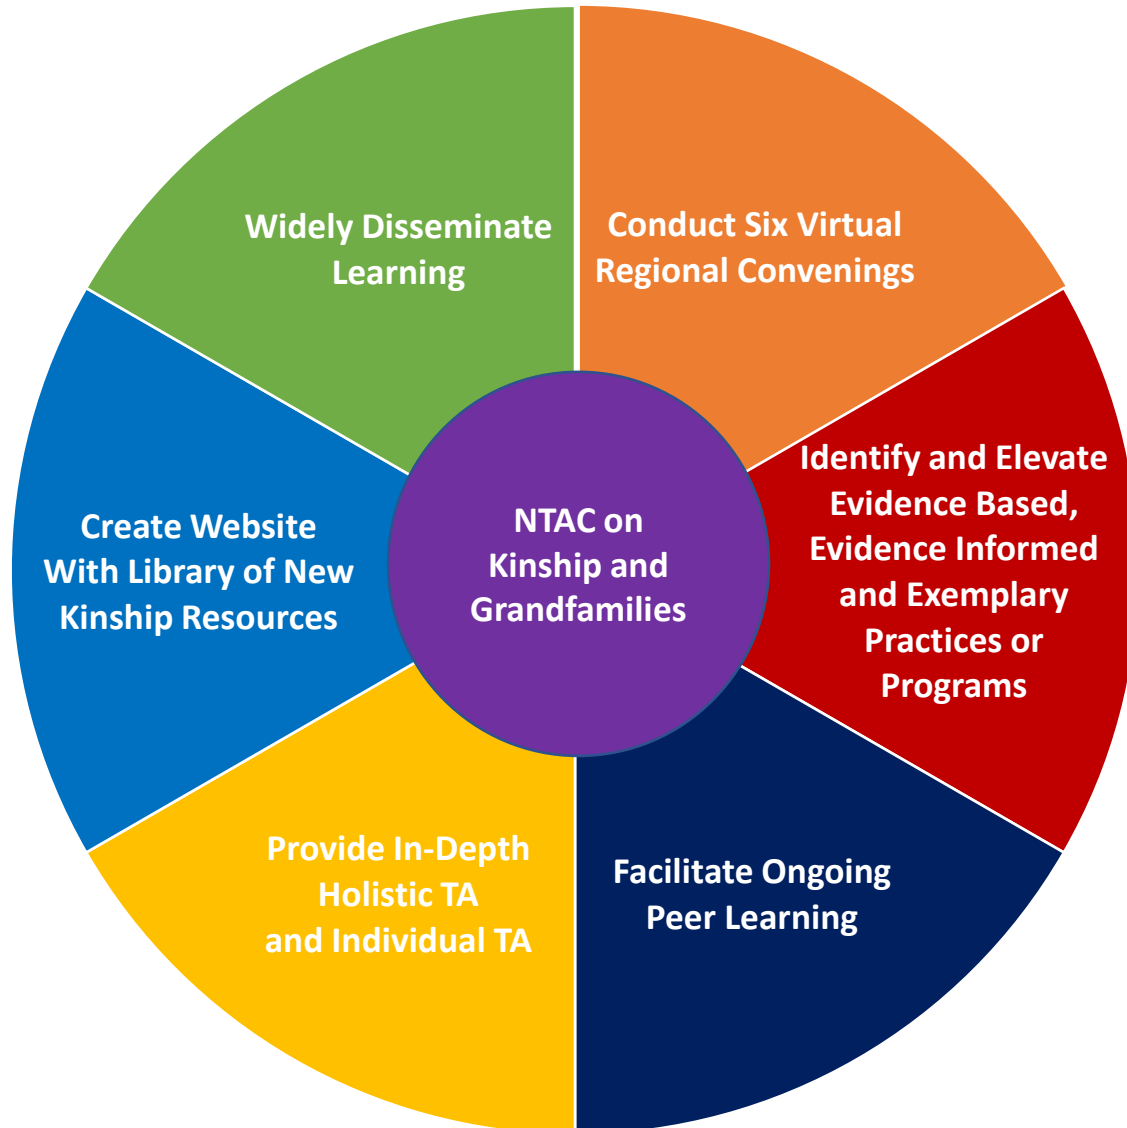 Widely Disseminate
Learning
Conduct Six Virtual
Regional Convenings
Identify and Elevate
Evidence Based,
Evidence Informed
and Exemplary
Practices or
Programs
Facilitate Ongoing
Peer Learning
Provide In-Depth
Holistic TA
and Individual TA
Create Website
With Library of New
Kinship Resources
NTAC on
Kinship and
Grandfamilies